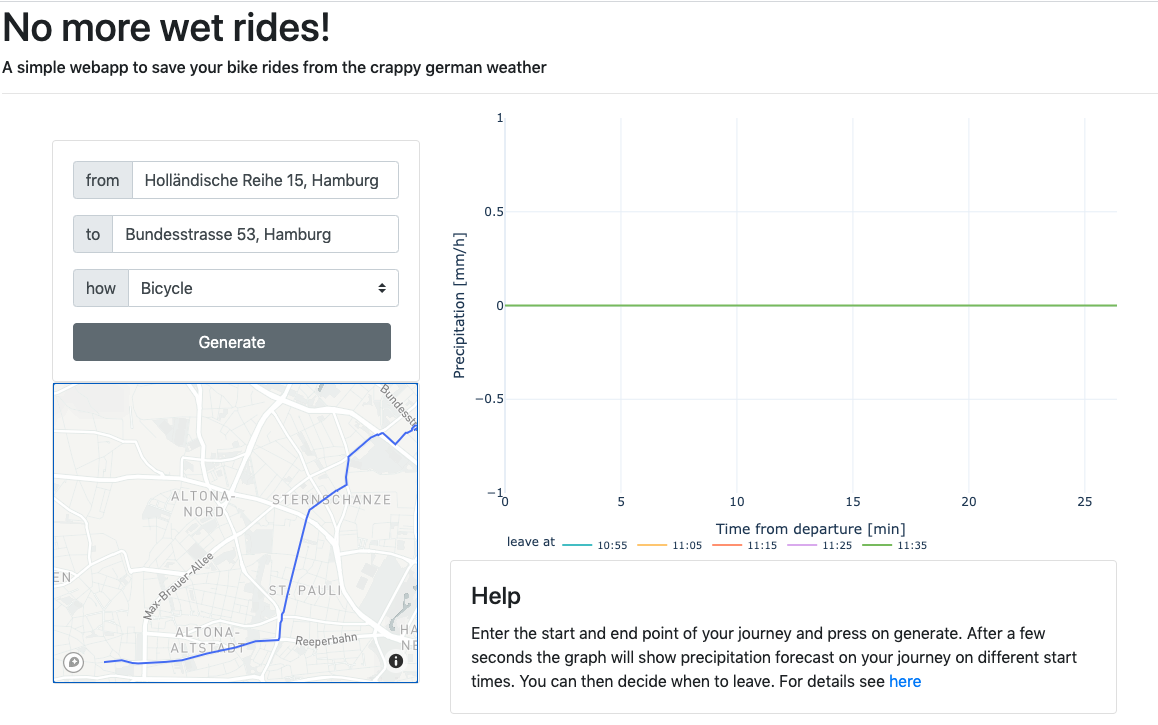 No more wet rides!
A simple webapp to save your bike rides from the crappy german weather
from Holländische Reihe 15, Hamburg
to Bundesstrasse 53, Hamburg
how Bicycle
Generate
Bundesst
ALTONA-
NORD
STERNSCHANZE
EN
Max-Brauer-Allee
ST. PAULI
ALTONA-
ALTSTADT
Reeperbahn
HA
NE
Precipitation [mm/h]
1
0.5
0
−0.5
−1
0 5 10 15 20 25
Time from departure [min]
leave at 10:55 11:05 11:15 11:25 11:35
Help
Enter the start and end point of your journey and press on generate. After a few
seconds the graph will show precipitation forecast on your journey on different start
times. You can then decide when to leave. For details see here